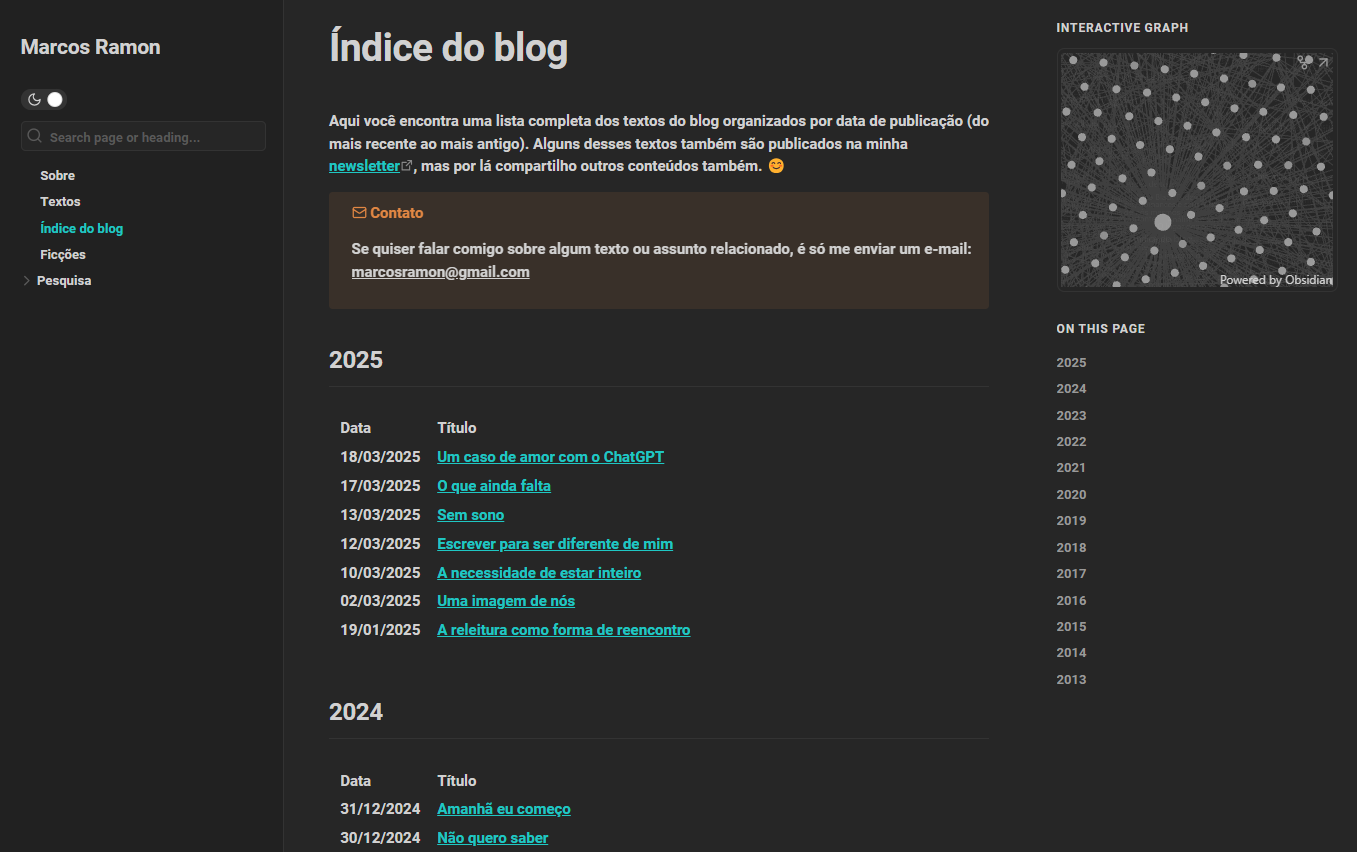 Marcos Ramon
Search page or heading...
Sobre
Textos
Índice do blog
Ficções
Pesquisa
Índice do blog
Aqui você encontra uma lista completa dos textos do blog organizados por data de publicação (do
mais recente ao mais antigo). Alguns desses textos também são publicados na minha
newsletter, mas por lá compartilho outros conteúdos também. 😊
Contato
Se quiser falar comigo sobre algum texto ou assunto relacionado, é só me enviar um e-mail:
marcosramon@gmail.com
2025
Data Título
18/03/2025 Um caso de amor com o ChatGPT
17/03/2025 O que ainda falta
13/03/2025 Sem sono
12/03/2025 Escrever para ser diferente de mim
10/03/2025 A necessidade de estar inteiro
02/03/2025 Uma imagem de nós
19/01/2025 A releitura como forma de reencontro
2024
Data Título
31/12/2024 Amanhã eu começo
30/12/2024 Não quero saber
INTERACTIVE GRAPH
Powered by Obsidian
ON THIS PAGE
2025
2024
2023
2022
2021
2020
2019
2018
2017
2016
2015
2014
2013